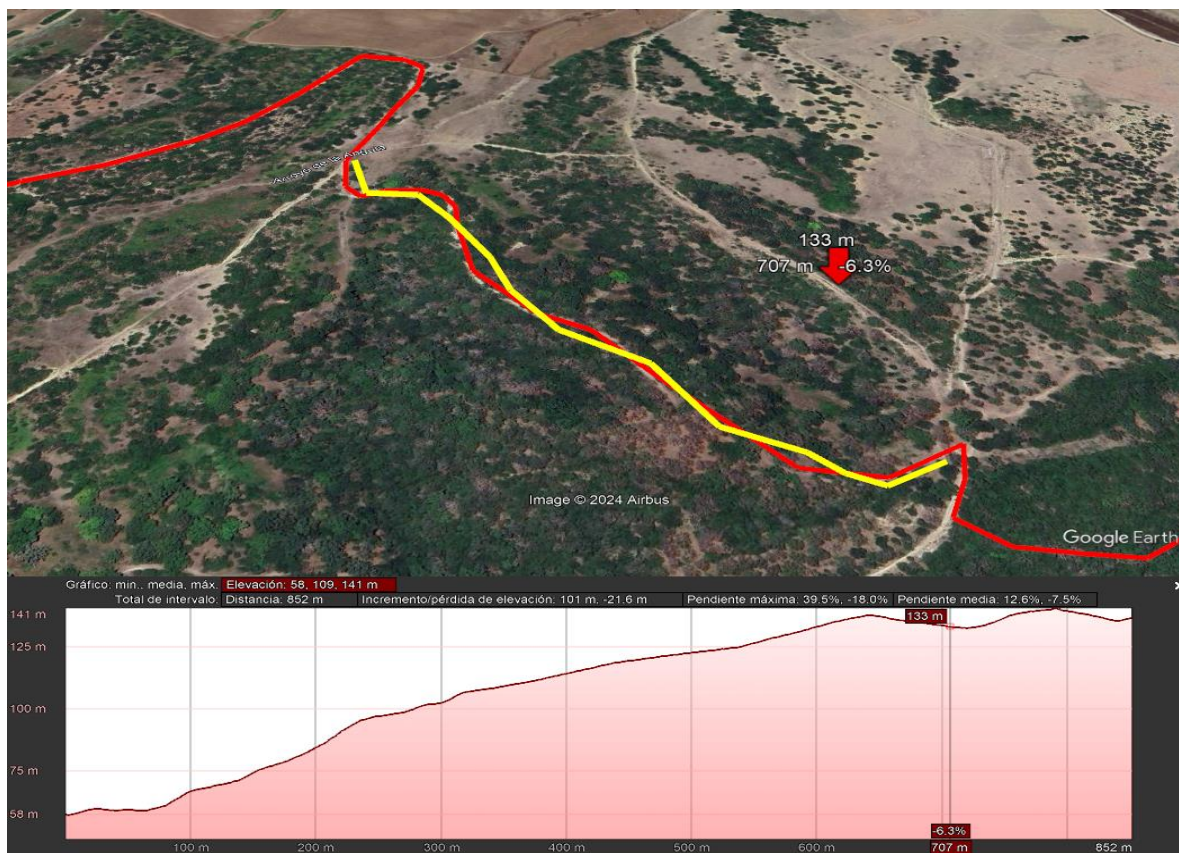 133 m
707 m -6.3%
Image © 2024 Airbus
Google Earth
Gráfico: min., media, máx. Elevación: 58, 109, 141 m
Total de intervalo: Distancia: 852 m Incremento/pérdida de elevación: 101 m, -21.6 m Pendiente máxima: 39.5%, -18.0% Pendiente media: 12.6%, -7.5%
141 m
133 m
125 m
100 m
75 m
58 m
-6.3%
100 m 200 m 300 m 400 m 500 m 600 m 707 m 852 m